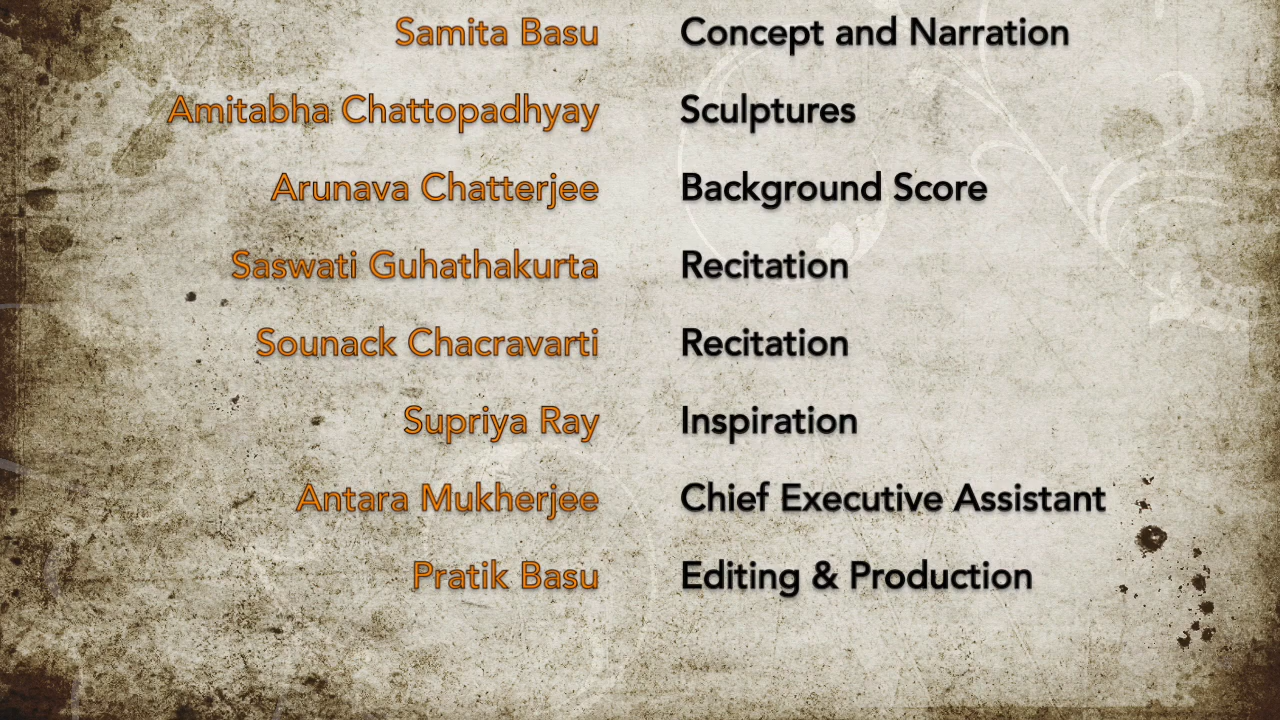 Samita Basu Concept and Narration
Amitabha Chattopadhyay Sculptures
Arunava Chatterjee Background Score
Saswati Guhathakurta Recitation
Sounack Chacravarti Recitation
Supriya Ray Inspiration
Antara Mukherjee Chief Executive Assistant
Pratik Basu Editing & Production